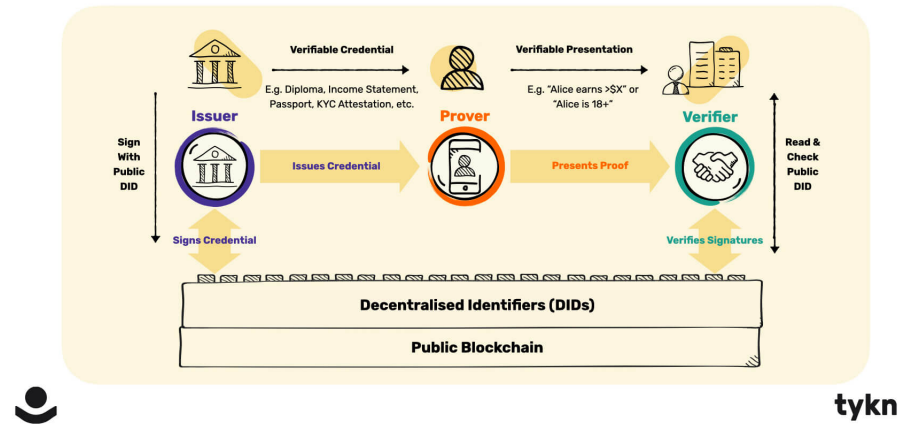 Verifiable Credential
Verifiable Presentation
E.g. Diploma, Income Statement,
Passport, KYC Attestation, etc.
E.g. “Alice earns >$X” or
“Alice is 18+”
Issuer
Prover
Verifier
Sign
With
Public
DID
Issues Credential
Presents Proof
Read &
Check
Public
DID
Signs Credential
Verifies Signatures
Decentralised Identifiers (DIDs)
Public Blockchain
tykn